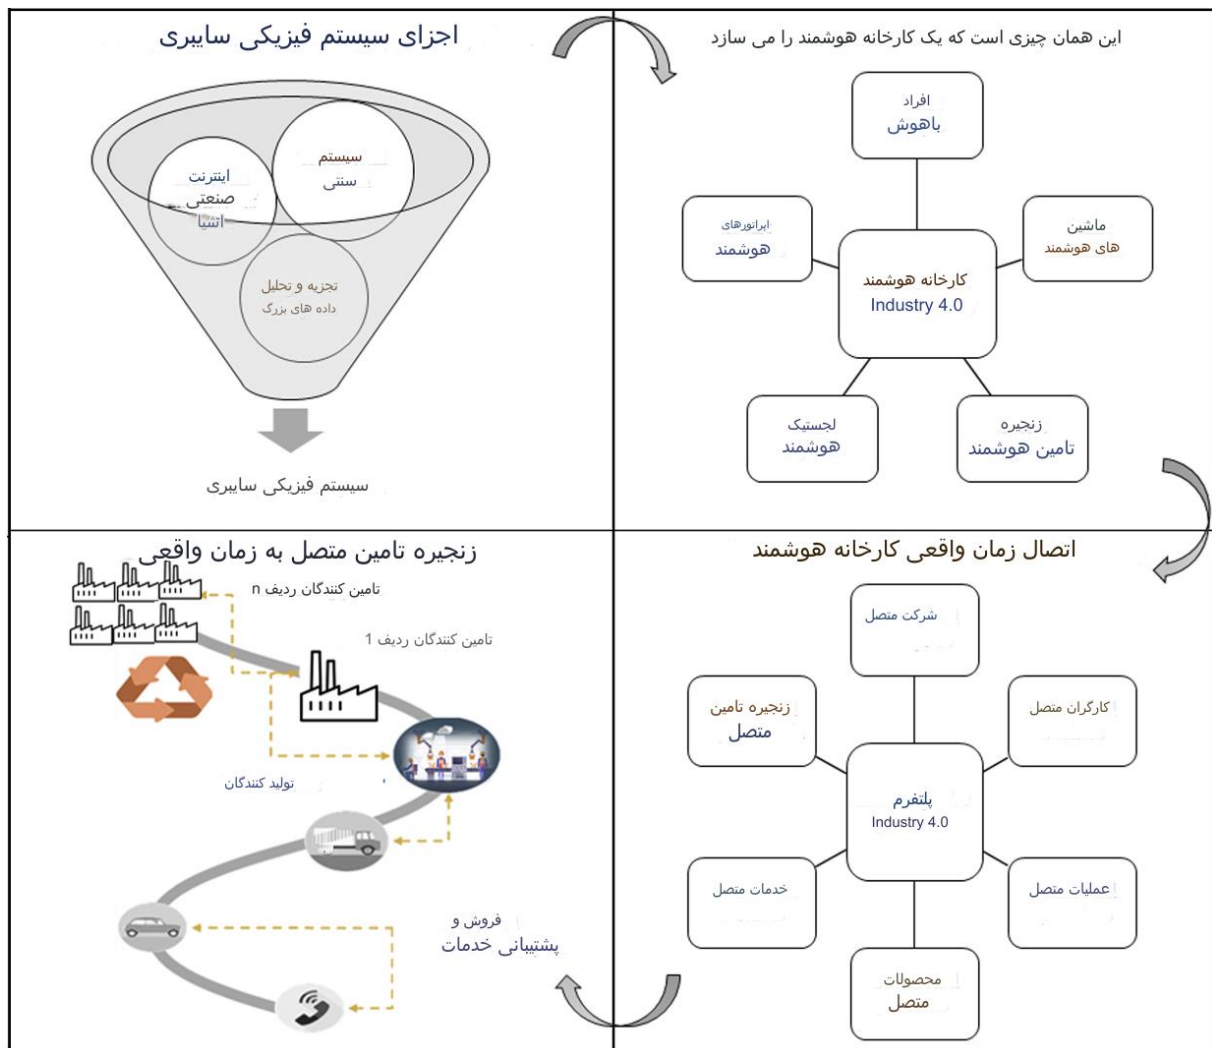 اجزای سیستم فیزیکی سایبری
سیستم
سنتی
اینترنت
صنعتی
اشیا
تجزیه و تحلیل
داده های بزرگ
سیستم فیزیکی سایبری
این همان چیزی است که یک کارخانه هوشمند را می سازد
افراد
باهوش
ماشین
های هوشمند
اپراتورهای
هوشمند
کارخانه هوشمند
Industry 4.0
زنجیره
تامین هوشمند
لجستیک
هوشمند
اتصال زمان واقعی کارخانه هوشمند
شرکت متصل
کارگران متصل
زنجیره تامین
متصل
پلتفرم
Industry 4.0
عملیات متصل
خدمات متصل
محصولات
متصل
زنجیره تامین متصل به زمان واقعی
تامین کنندگان ردیف n
تامین کنندگان ردیف 1
تولید کنندگان
فروش و
پشتیبانی خدمات